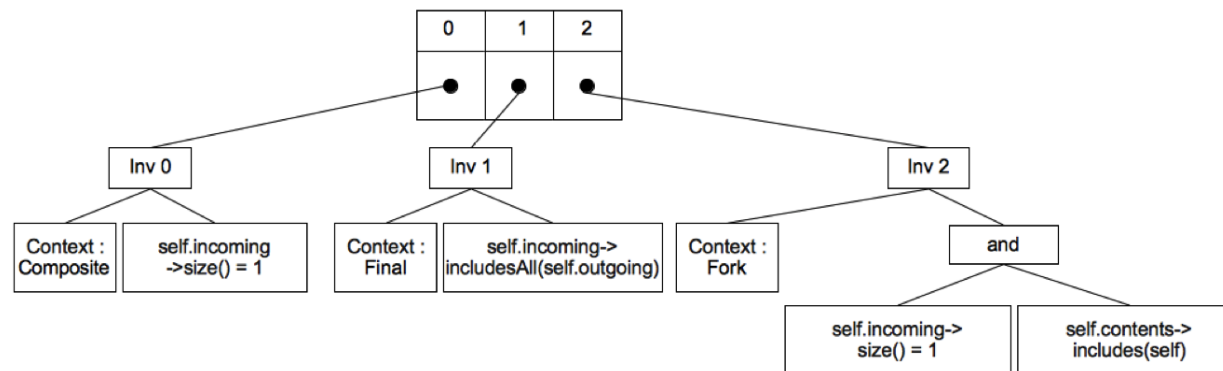 0 1 2
Inv 0
Inv 1
Inv 2
Context :
Composite
self.incoming
->size() = 1
Context :
Final
self.incoming->
includesAll(self.outgoing)
Context :
Fork
and
self.incoming->
size() = 1
self.contents->
includes(self)